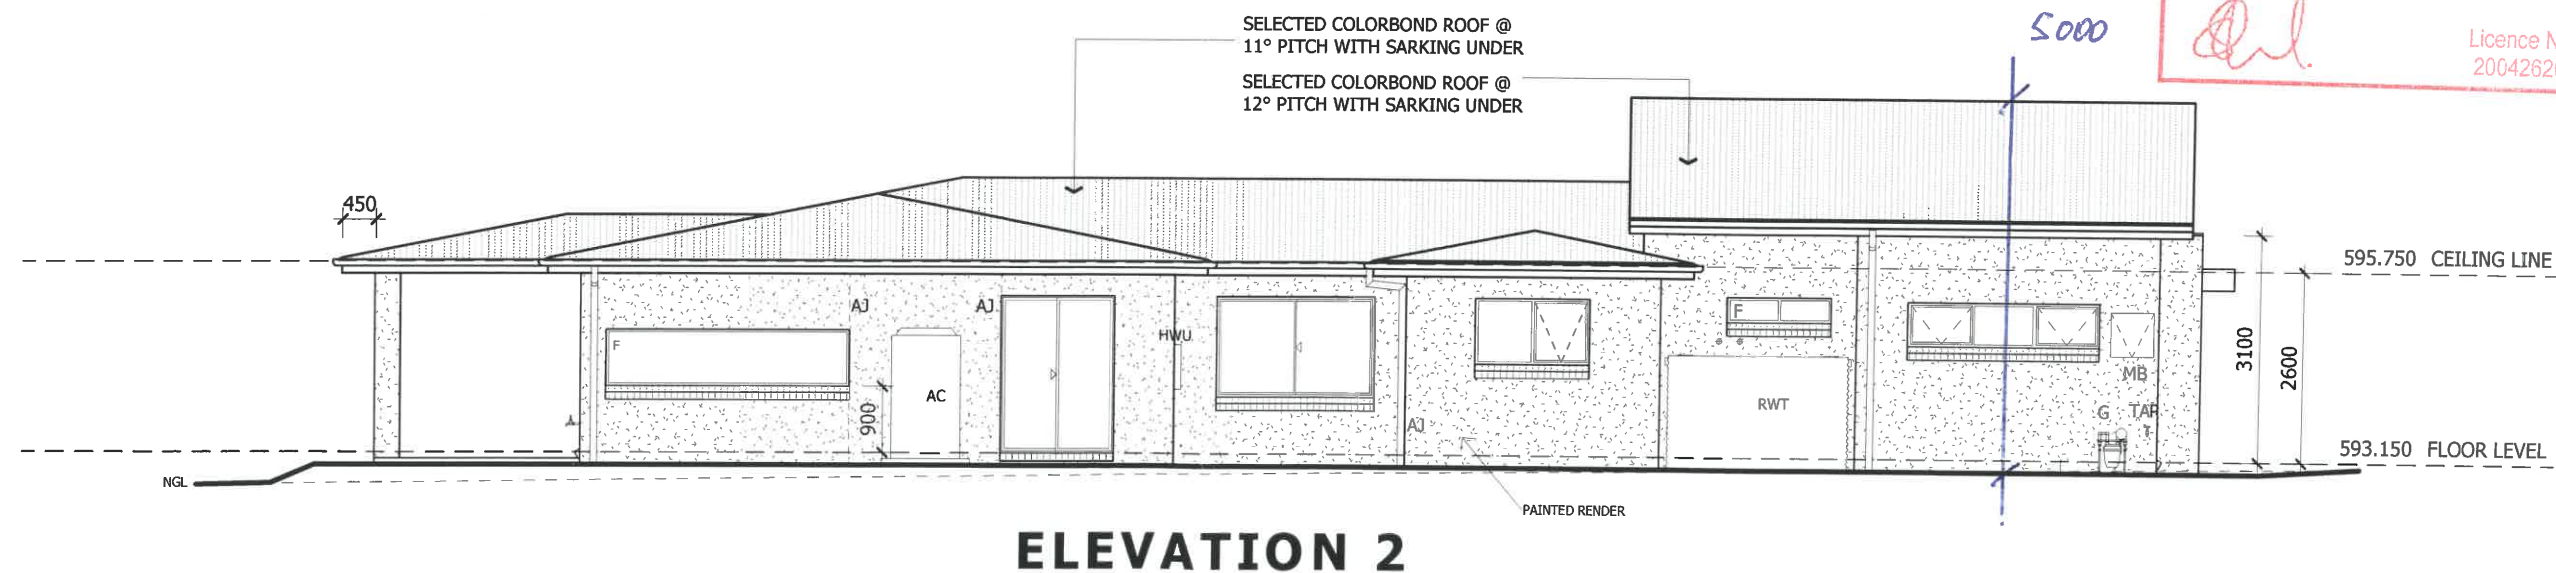 SELECTED COLORBOND ROOF @
11° PITCH WITH SARKING UNDER
SELECTED COLORBOND ROOF @
12° PITCH WITH SARKING UNDER
5000
Licence N
2004262
450
595.750 CEILING LINE
AJ
AJ
HWU
F
F
AC
900
RWT
MB
G
TAP
T
AJ
3100
2600
593.150 FLOOR LEVEL
NGL
PAINTED RENDER
ELEVATION 2